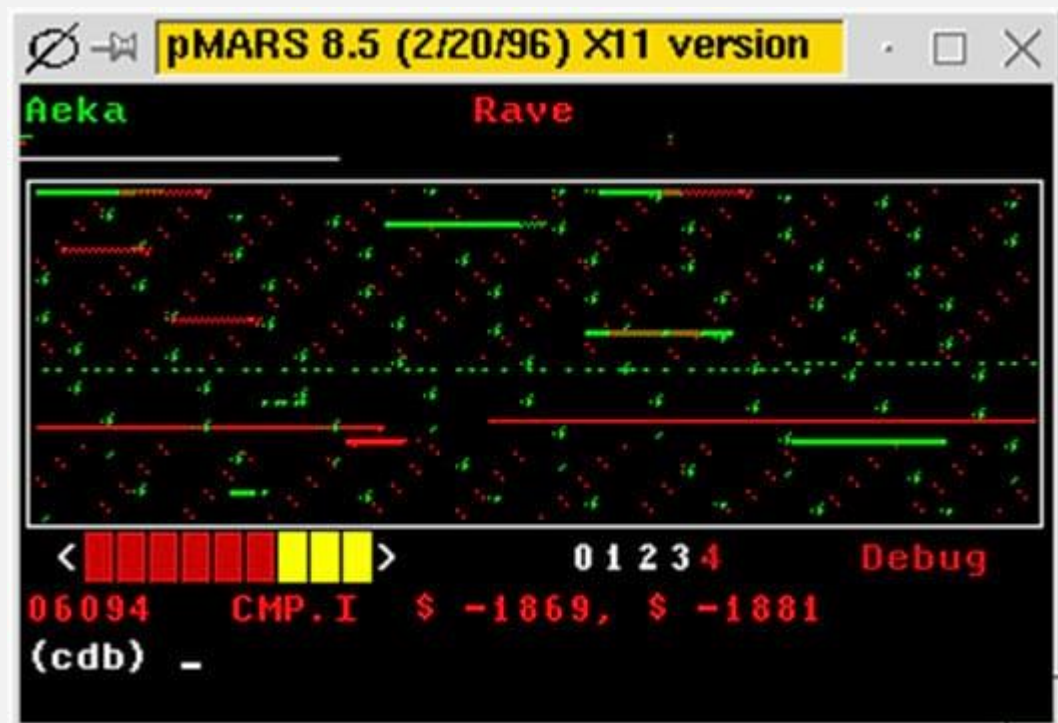 pMARS 8.5 (2/20/96) X11 version
Aeka Rave
< > 0 1 2 3 4 Debug
06094 CMP.I $ -1869, $ -1881
(cdb) _